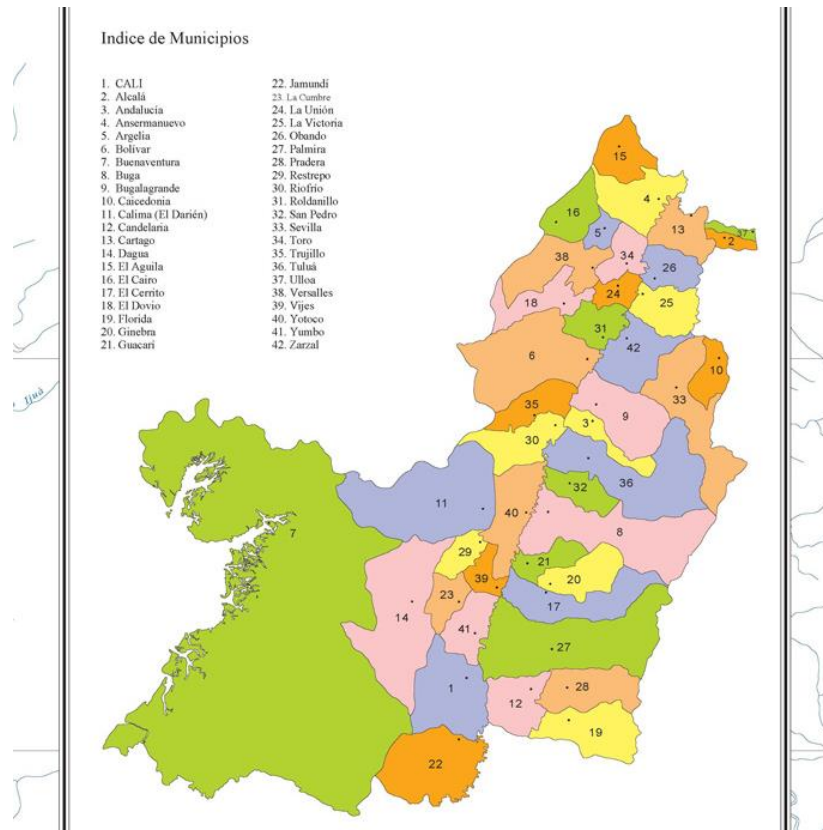 Indice de Municipios
1. CALI
2. Alcalá
3. Andalucía
4. Ansermanuevo
5. Argelia
6. Bolívar
7. Buenaventura
8. Buga
9. Bugalagrande
10. Caicedonia
11. Calima (El Darién)
12. Candelaria
13. Cartago
14. Dagua
15. El Aguila
16. El Cairo
17. El Cerrito
18. El Dovio
19. Florida
20. Ginebra
21. Guacarí
22. Jamundí
23. La Cumbre
24. La Unión
25. La Victoria
26. Obando
27. Palmira
28. Pradera
29. Restrepo
30. Riofrío
31. Roldanillo
32. San Pedro
33. Sevilla
34. Toro
35. Trujillo
36. Tuluá
37. Ulloa
38. Versalles
39. Vijes
40. Yotoco
41. Yumbo
42. Zarzal
15
4
16
5
13
37
2
38
34
26
18
24
25
31
42
6
10
33
35
3
9
30
36
32
11
40
7
8
29
21
39
20
23
17
14
41
27
1
12
28
19
22